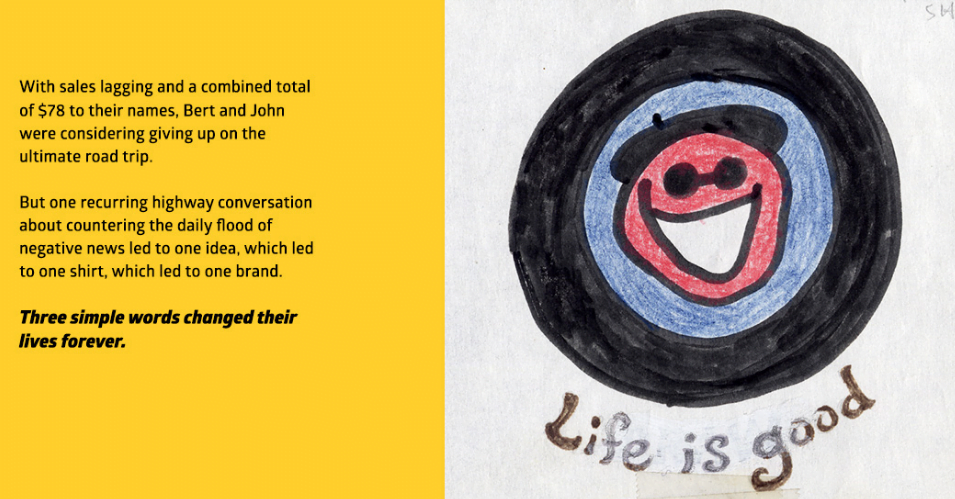 With sales lagging and a combined total
of $78 to their names, Bert and John
were considering giving up on the
ultimate road trip.
But one recurring highway conversation
about countering the daily flood of
negative news led to one idea, which led
to one shirt, which led to one brand.
Three simple words changed their
lives forever.
Life is good